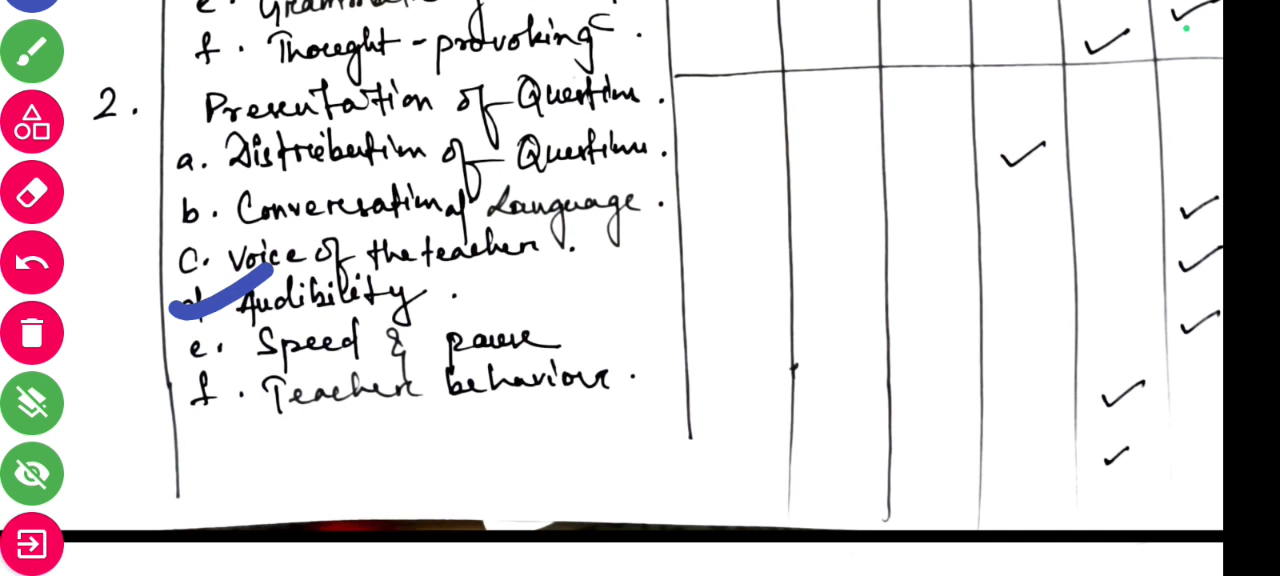 e. Grammatically
f. Thought-provoking.
2. Presentation of Question.
a. Distribution of Question.
b. Conversational Language.
C. Voice of the teacher.
d. Audibility.
e. Speed & pause
f. Teacher behaviour.